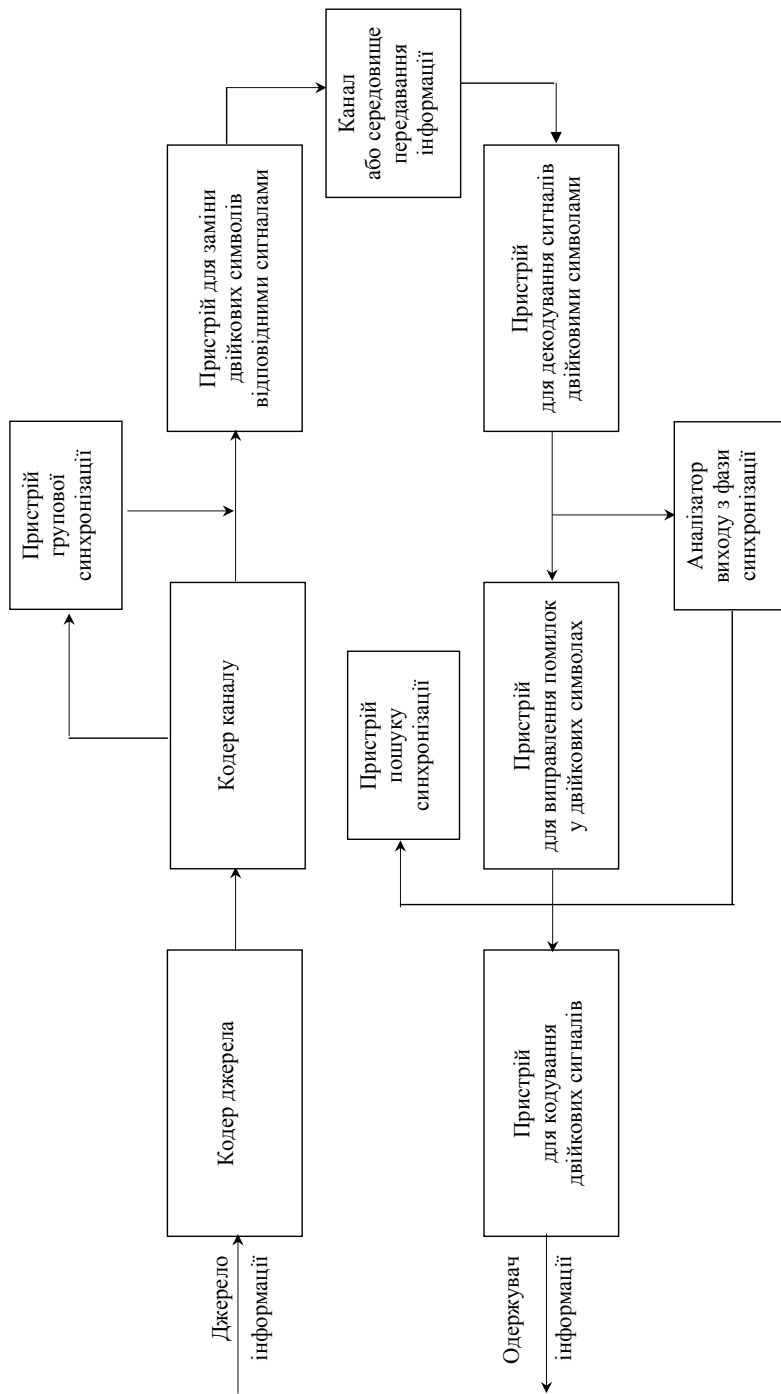 Джерело
інформації
Кодер джерела
Кодер каналу
Пристрій
групової
синхронізації
Пристрій для заміни
двійкових символів
відповідними сигналами
Канал
або середовище
передавання
інформації
Пристрій
для декодування сигналів
двійковими символами
Аналізатор
виходу з фази
синхронізації
Пристрій
для виправлення помилок
у двійкових символах
Пристрій
пошуку
синхронізації
Пристрій
для кодування
двійкових сигналів
Одержувач
інформації